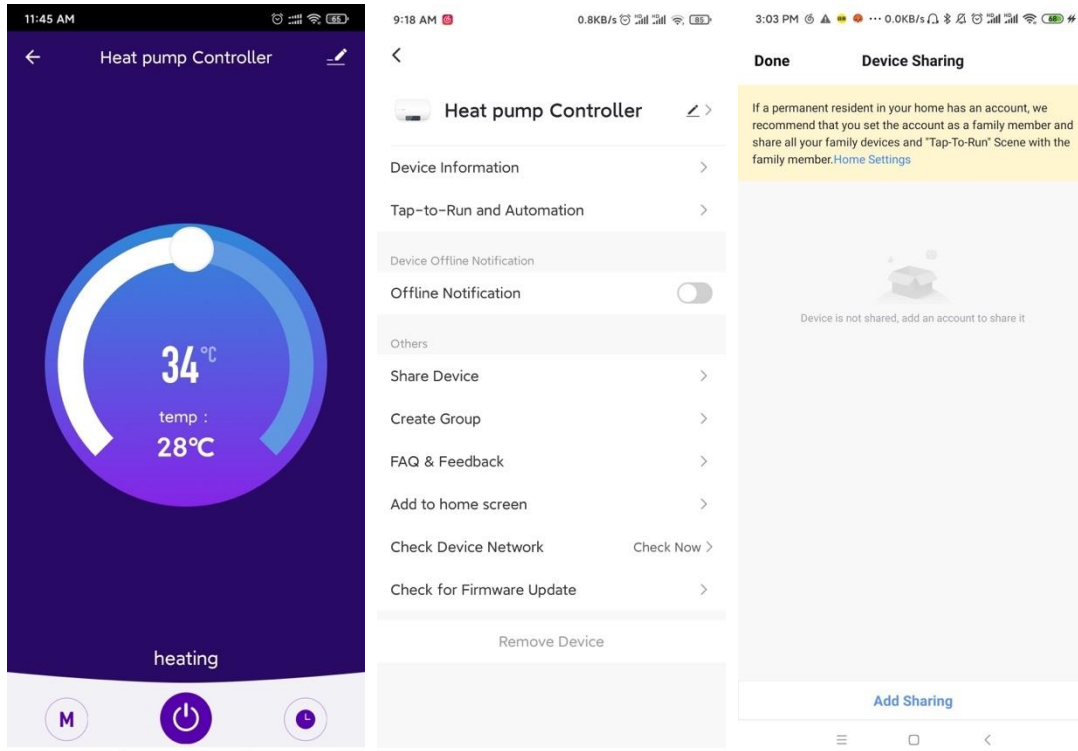 11:45 AM
65
Heat pump Controller
34 °C
temp :
28°C
heating
M
9:18 AM
0.8KB/s
85
Heat pump Controller
Device Information
Tap-to-Run and Automation
Device Offline Notification
Offline Notification
Others
Share Device
Create Group
FAQ & Feedback
Add to home screen
Check Device Network Check Now
Check for Firmware Update
Remove Device
3:03 PM
0.0KB/s
68
Done Device Sharing
If a permanent resident in your home has an account, we
recommend that you set the account as a family member and
share all your family devices and "Tap-To-Run" Scene with the
family member.Home Settings
Device is not shared, add an account to share it
Add Sharing